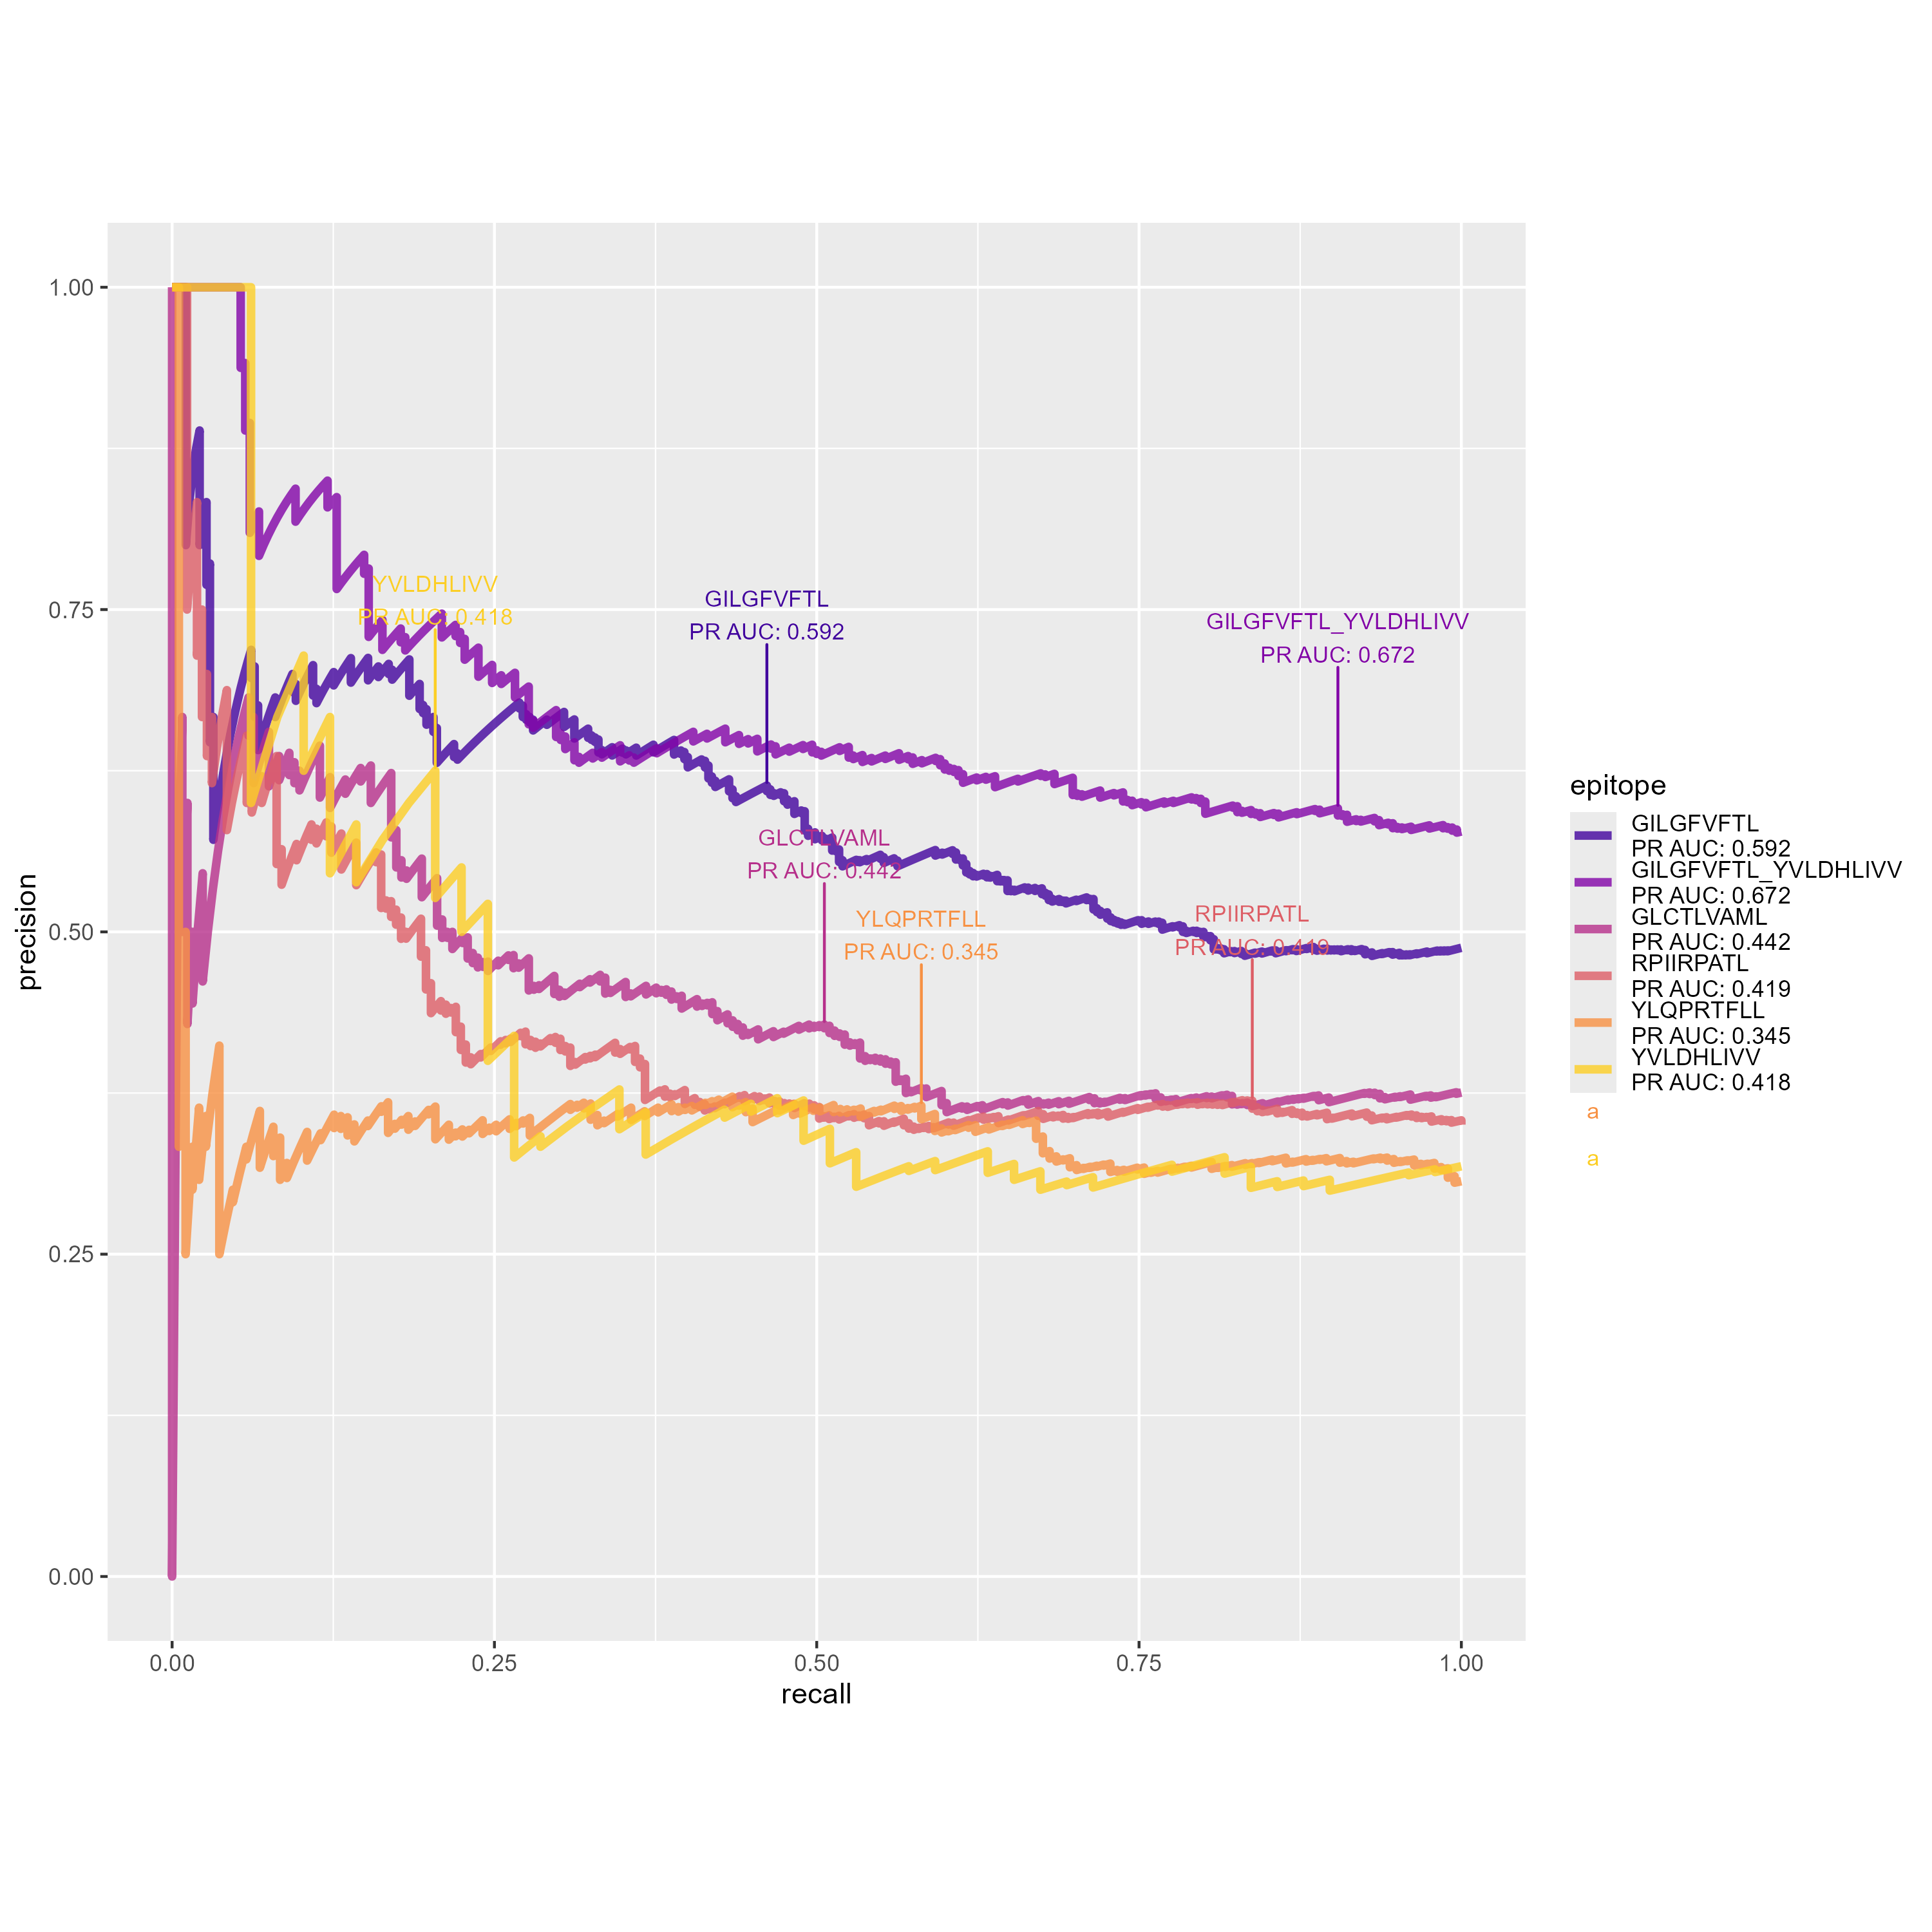 1.00
0.75
0.50
0.25
0.00
precision
YVLDHLIVV
PR AUC: 0.418
GILGFVFTL
PR AUC: 0.592
GILGFVFTL_YVLDHLIVV
PR AUC: 0.672
GLCTLVAML
PR AUC: 0.442
YLQPRTFLL
PR AUC: 0.345
RPIIRPATL
PR AUC: 0.419
0.00
0.25
0.50
0.75
1.00
recall
epitope
GILGFVFTL
PR AUC: 0.592
GILGFVFTL_YVLDHLIVV
PR AUC: 0.672
GLCTLVAML
PR AUC: 0.442
RPIIRPATL
PR AUC: 0.419
YLQPRTFLL
PR AUC: 0.345
YVLDHLIVV
PR AUC: 0.418
a
a